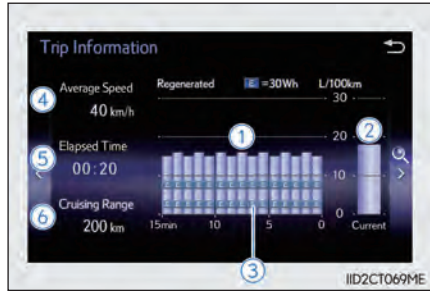 Trip Information
Average Speed
40 km/h
Elapsed Time
00:20
Cruising Range
200 km
Regenerated
E =30Wh
L/100km
30
20
10
0
15min 10 5 0 Current
1
2
3
4
5
6
E E E E E E E E E E E E E E E
E E E E E E E E E E E E E E E
IID2CT069ME